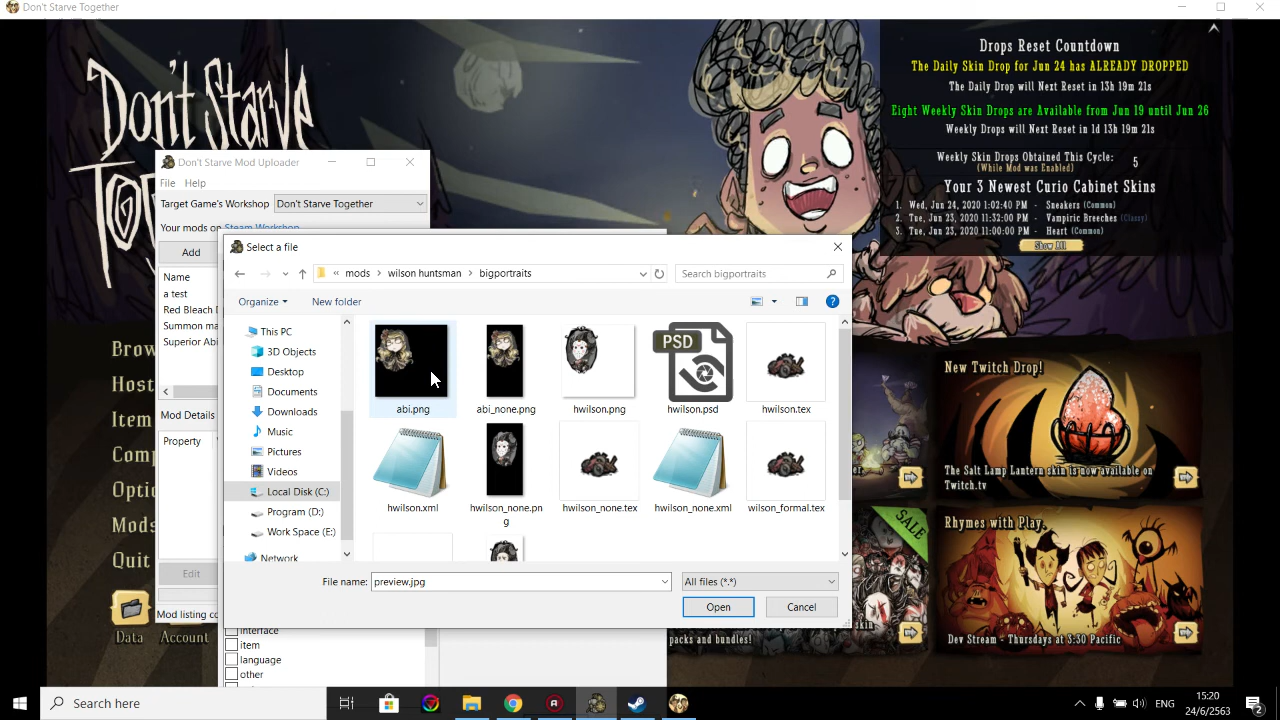 Don't Starve Together
Don't Starve
Drops Reset Countdown
The Daily Skin Drop for Jun 24 has ALREADY DROPPED
The Daily Drop will Next Reset in 13h 19m 21s
Eight Weekly Skin Drops are Available from Jun 19 until Jun 26
Weekly Drops will Next Reset in 1d 13h 19m 21s
Weekly Skin Drops Obtained This Cycle: 5
(While Mod was Enabled)
Your 3 Newest Curio Cabinet Skins
1. Wed, Jun 24, 2020 1:02:40 PM - Sneakers (Common)
2. Tue, Jun 23, 2020 11:32:00 PM - Vampiric Breeches (Classy)
3. Tue, Jun 23, 2020 11:00:00 PM - Heart (Common)
Show All
Don't Starve Mod Uploader
File Help
Target Game's Workshop Don't Starve Together
Your mods on Steam Workshop
Add
Name
a test
Red Beach
Summon ma
Superior Abi
Mod Details
Property
Edit
Mod listing co
Select a file
« mods > wilson huntsman > bigportraits
Search bigportraits
Organize New folder
This PC
3D Objects
Desktop
Documents
Downloads
Music
Pictures
Videos
Local Disk (C:)
Program (D:)
Work Space (E:)
Network
PSD
abi.png abi_none.png hwilson.png hwilson.psd hwilson.tex
hwilson.xml hwilson_none.pn
g hwilson_none.tex hwilson_none.xml wilson_formal.tex
File name: preview.jpg All files (*.*)
Open Cancel
interface
item
language
other
Brow
Host
Item
Comp
Optio
Mods
Quit
Data Account
New Twitch Drop!
The Salt Lamp Lantern skin is now available on
Twitch.tv
SALE
skin
packs and bundles!
Rhymes with Play.
Dev Stream - Thursdays at 3:30 Pacific
Search here
ENG
15:20
24/6/2563
2